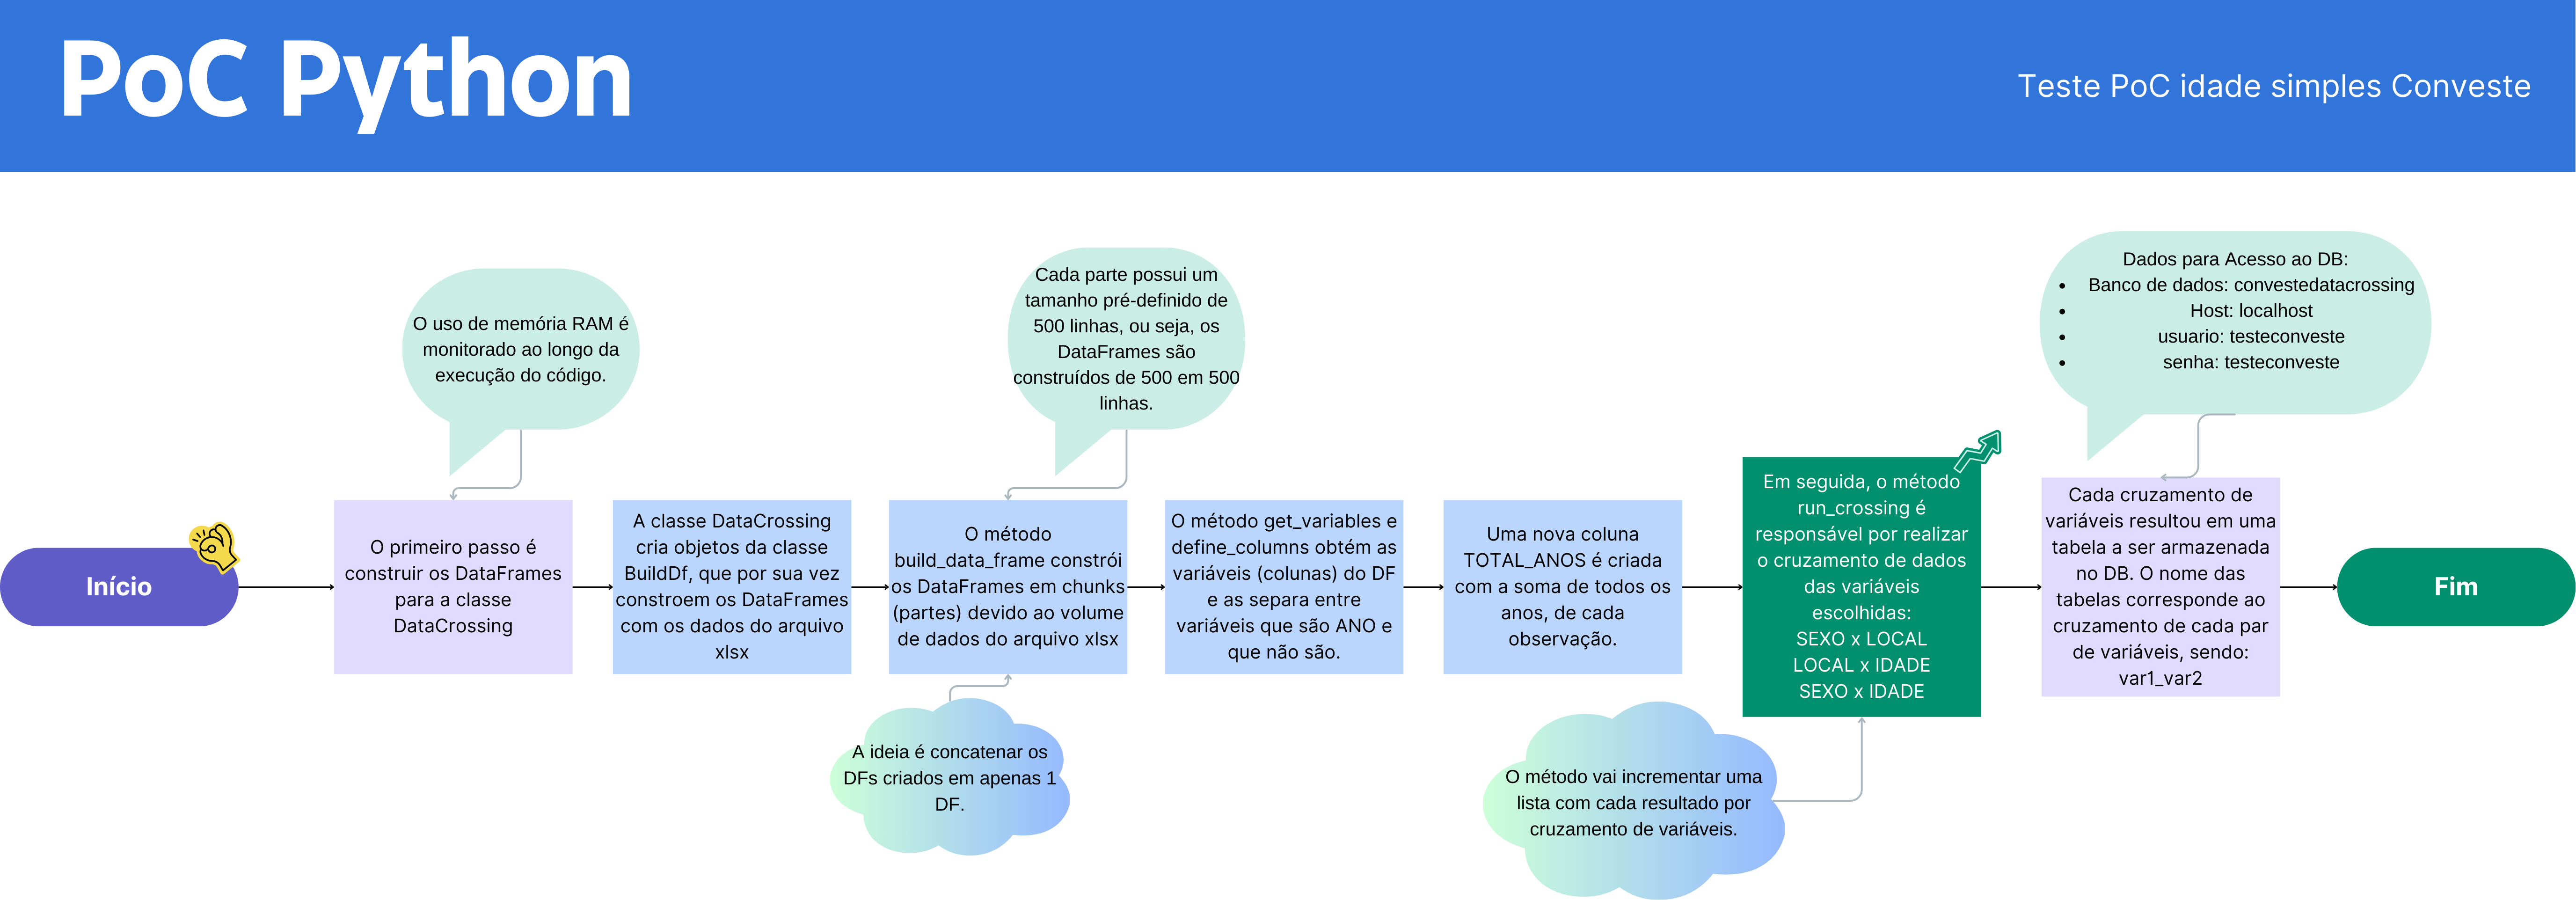 PoC Python
Teste PoC idade simples Conveste
O uso de memória RAM é
monitorado ao longo da
execução do código.
Cada parte possui um
tamanho pré-definido de
500 linhas, ou seja, os
DataFrames são
construídos de 500 em 500
linhas.
Dados para Acesso ao DB:
• Banco de dados: convestedatacrossing
• Host: localhost
• usuario: testeconveste
• senha: testeconveste
Início
O primeiro passo é
construir os DataFrames
para a classe
DataCrossing
A classe DataCrossing
cria objetos da classe
BuildDf, que por sua vez
constroem os DataFrames
com os dados do arquivo
xlsx
O método
build_data_frame constrói
os DataFrames em chunks
(partes) devido ao volume
de dados do arquivo xlsx
O método get_variables e
define_columns obtém as
variáveis (colunas) do DF
e as separa entre
variáveis que são ANO e
que não são.
Uma nova coluna
TOTAL_ANOS é criada
com a soma de todos os
anos, de cada
observação.
Em seguida, o método
run_crossing é
responsável por realizar
o cruzamento de dados
das variáveis
escolhidas:
SEXO x LOCAL
LOCAL x IDADE
SEXO x IDADE
Cada cruzamento de
variáveis resultou em uma
tabela a ser armazenada
no DB. O nome das
tabelas corresponde ao
cruzamento de cada par
de variáveis, sendo:
var1_var2
Fim
A ideia é concatenar os
DFs criados em apenas 1
DF.
O método vai incrementar uma
lista com cada resultado por
cruzamento de variáveis.